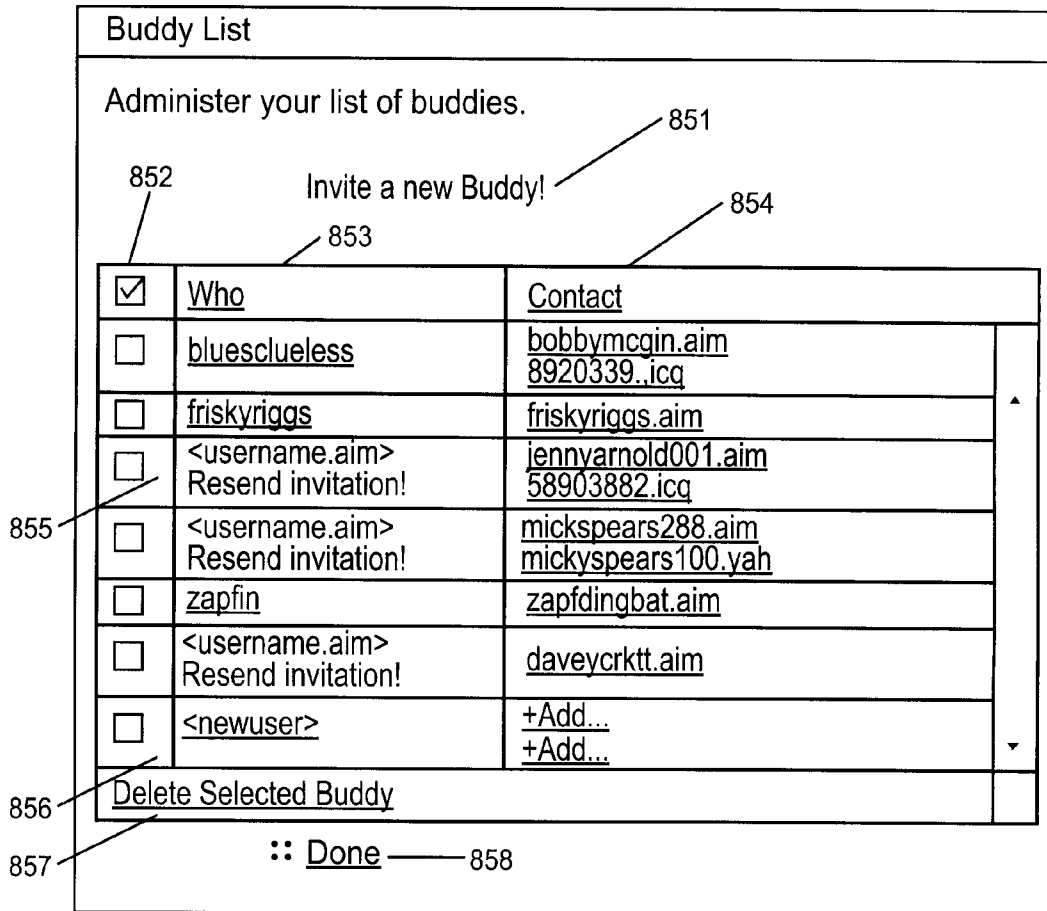 Buddy List
Administer your list of buddies.
851
852
Invite a new Buddy!
854
853
Who Contact
bluesclueless bobbymcgin.aim
8920339.,icq
friskyriggs friskyriggs.aim
<username.aim> jennyarnold001.aim
Resend invitation! 58903882.icq
855
<username.aim> mickspears288.aim
Resend invitation! mickyspears100.yah
zapfin zapfdingbat.aim
<username.aim>
Resend invitation! daveycrktt.aim
<newuser> +Add...
+Add...
856
Delete Selected Buddy
857
:: Done 858